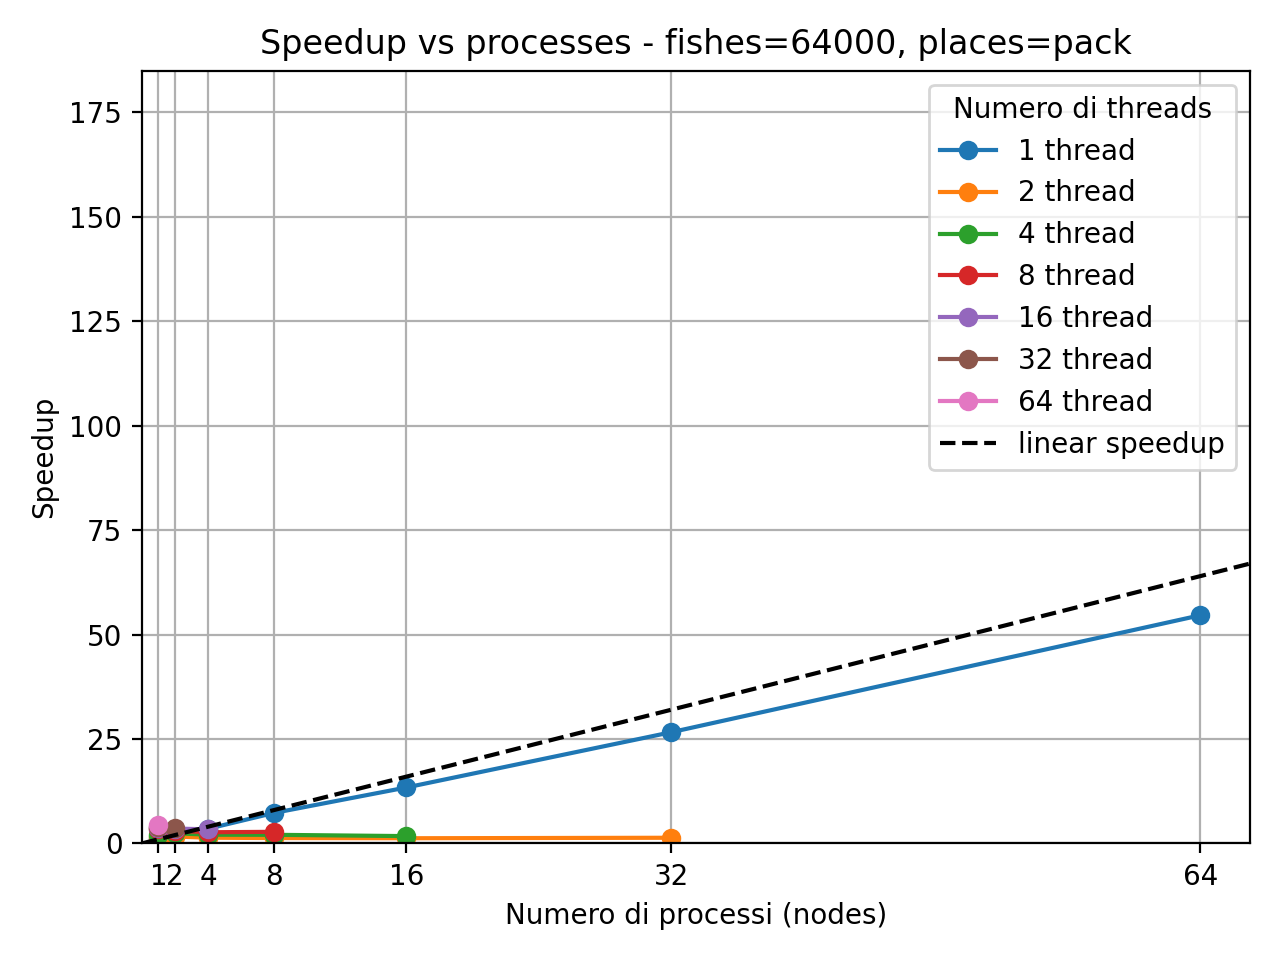 Speedup vs processes - fishes=64000, places=pack
175
150
125
100
75
50
25
0
Speedup
Numero di threads
1 thread
2 thread
4 thread
8 thread
16 thread
32 thread
64 thread
linear speedup
1 2 4 8 16 32 64
Numero di processi (nodes)